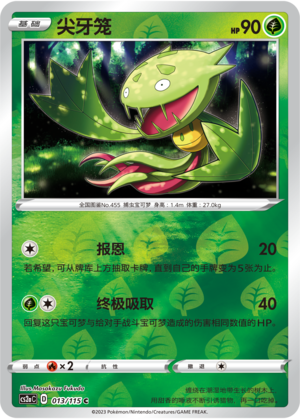 基础
尖牙笼
HP90
全国图鉴No.455 捕虫宝可梦 身高：1.4m 体重：27.0kg
报恩 20
若希望，可从牌库上方抽取卡牌，直到自己的手牌变为5张为止。
终极吸取 40
回复这只宝可梦与给对手战斗宝可梦造成的伤害相同数值的HP。
弱点 ×2 抗性 撤退
Illus. Masakazu Fukuda
CS3aC D 013/115 C
©2023 Pokémon/Nintendo/Creatures/GAME FREAK.